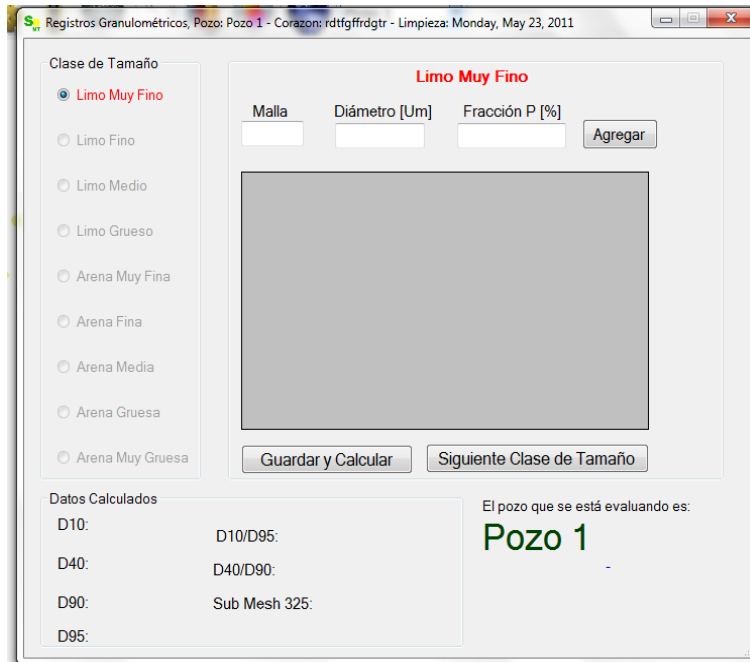 Registros Granulométricos, Pozo: Pozo 1 - Corazon: rdtfgffrdgtr - Limpieza: Monday, May 23, 2011
Clase de Tamaño
Limo Muy Fino
Limo Fino
Limo Medio
Limo Grueso
Arena Muy Fina
Arena Fina
Arena Media
Arena Gruesa
Arena Muy Gruesa
Limo Muy Fino
Malla Diámetro [Um] Fracción P [%]
Agregar
Guardar y Calcular Siguiente Clase de Tamaño
Datos Calculados
D10:
D40:
D90:
D95:
D10/D95:
D40/D90:
Sub Mesh 325:
El pozo que se está evaluando es:
Pozo 1
-